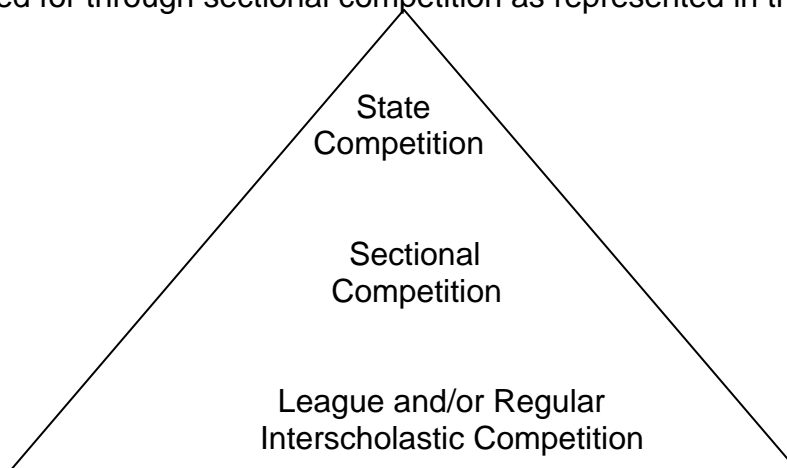 ed for through sectional competition as represented in th
State
Competition
Sectional
Competition
League and/or Regular
Interscholastic Competition